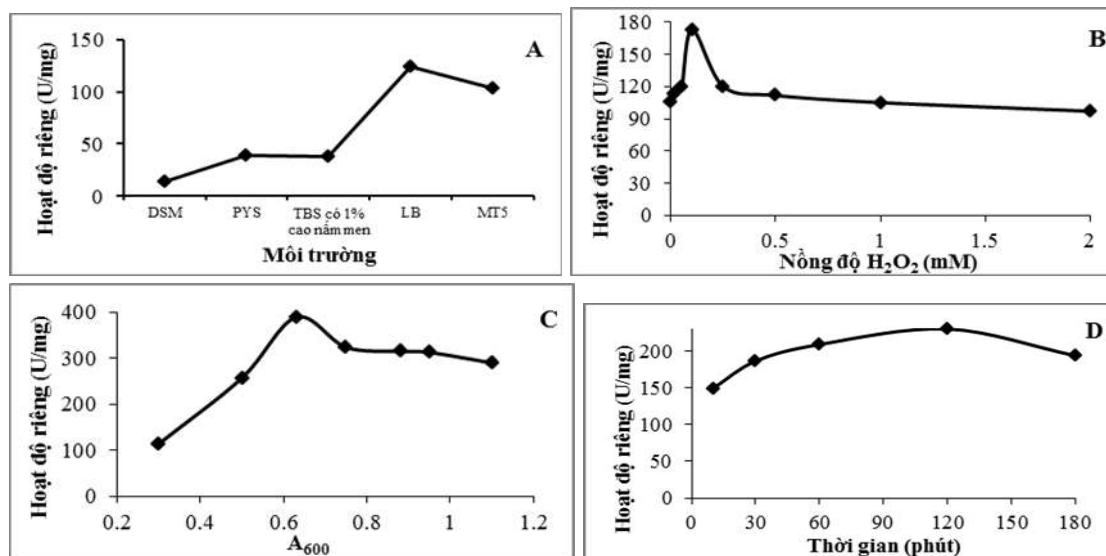 A
Hoạt độ riêng (U/mg)
150
100
50
0
DSM
PYS
TBS có 1%
cao nấm men
LB
MT5
Môi trường
B
Hoạt độ riêng (U/mg)
180
150
120
90
60
30
0
0
0.5
1
1.5
2
Nồng độ H₂O₂ (mM)
C
Hoạt độ riêng (U/mg)
400
300
200
100
0
0.2
0.4
0.6
0.8
1
1.2
A₆₀₀
D
Hoạt độ riêng (U/mg)
200
150
100
50
0
0
30
60
90
120
150
180
Thời gian (phút)